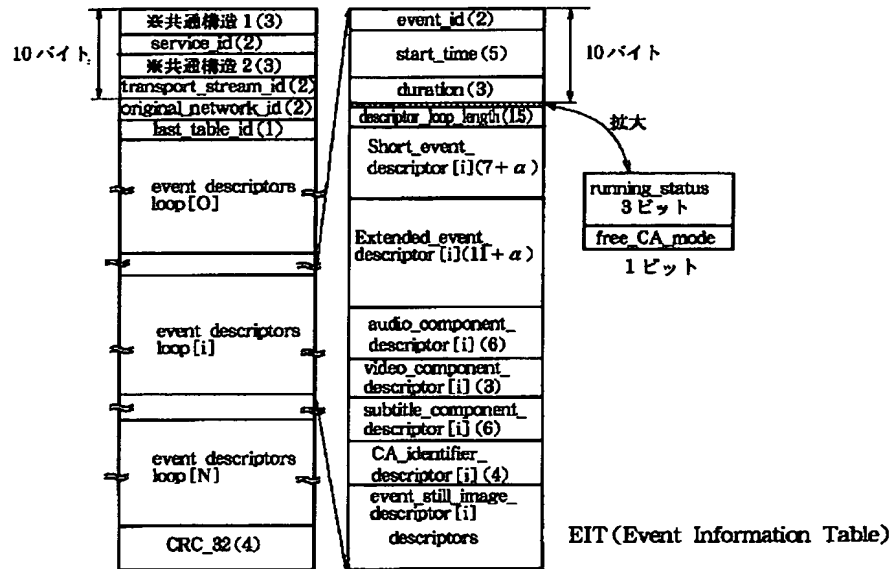 10バイト
※共通構造1(3)
service_id(2)
※共通構造2(3)
transport_stream_id(2)
original_network_id(2)
last_table_id(1)
event descriptors
loop[0]
event descriptors
loop[i]
event descriptors
loop[N]
CRC_32(4)
event_id(2)
start_time(5)
duration(3)
descriptor_loop_length(1.5)
Short_event_
descriptor[i](7+α)
Extended_event_
descriptor[i](11+α)
audio_component_
descriptor[i](6)
video_component_
descriptor[i](3)
subtitle_component_
descriptor[i](6)
CA_identifier_
descriptor[i](4)
event_still_image_
descriptor[i]
descriptors
10バイト
拡大
running_status
3ビット
free_CA_mode
1ビット
EIT(Event Information Table)